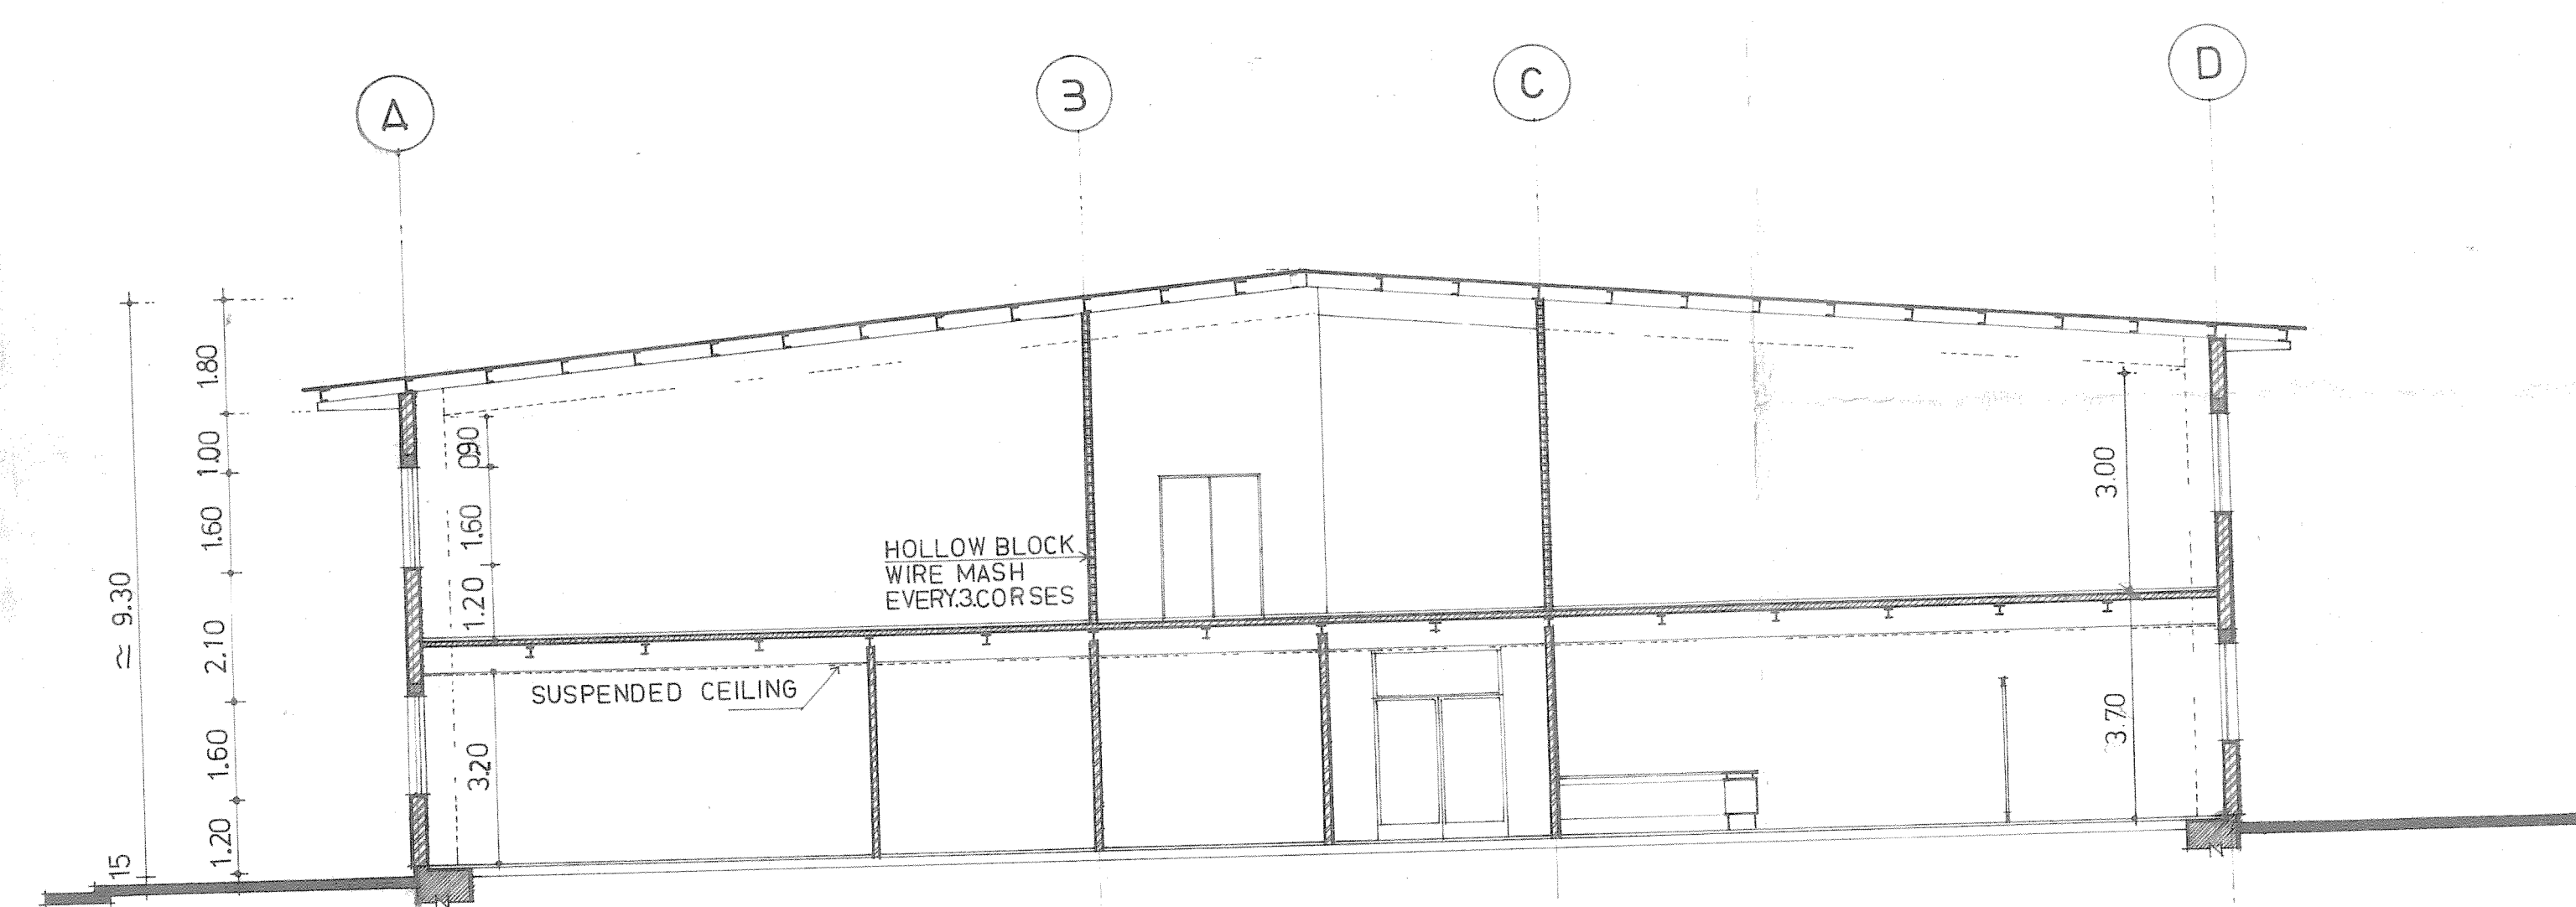 A
B
C
D
1.80
1.00
1.60
2.10
1.60
1.20
≃ 9.30
15
0.90
1.60
1.20
3.20
HOLLOW BLOCK
WIRE MASH
EVERY.3.CORSES
SUSPENDED CEILING
3.00
3.70